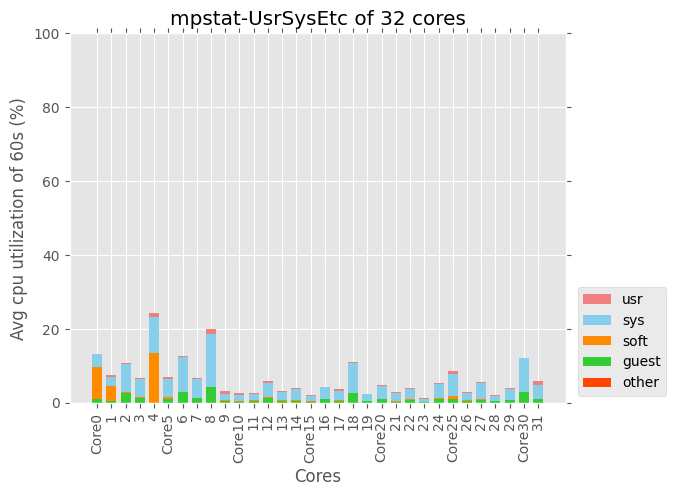 mpstat-UsrSysEtc of 32 cores
Avg cpu utilization of 60s (%)
100
80
60
40
20
0
Core0
1
2
3
4
Core5
6
7
8
9
Core10
11
12
13
14
Core15
16
17
18
19
Core20
21
22
23
24
Core25
26
27
28
29
Core30
31
Cores
usr
sys
soft
guest
other